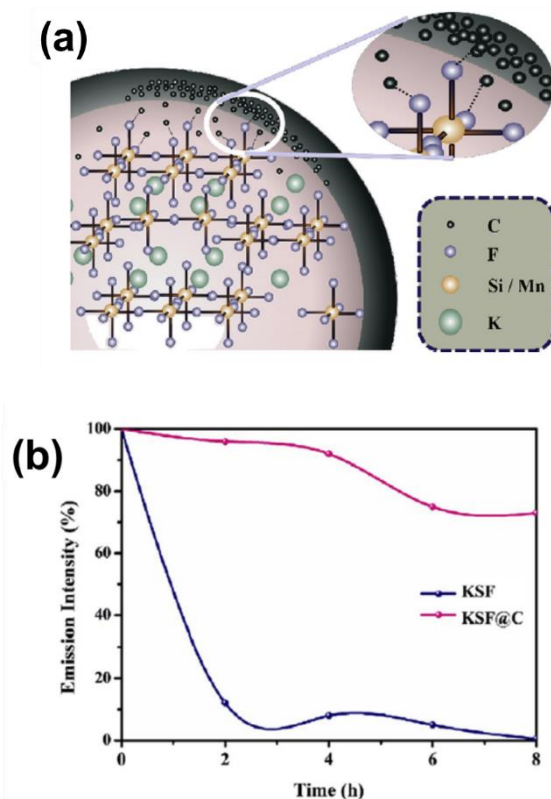 (a)
C
F
Si / Mn
K
(b)
Emission Intensity (%)
100
80
60
40
20
0
KSF
KSF@C
0 2 4 6 8
Time (h)